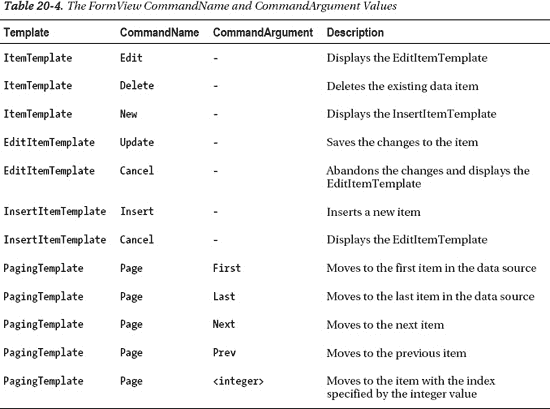 Table 20-4. The FormView CommandName and CommandArgument Values
Template CommandName CommandArgument Description
ItemTemplate Edit - Displays the EditItemTemplate
ItemTemplate Delete - Deletes the existing data item
ItemTemplate New - Displays the InsertItemTemplate
EditItemTemplate Update - Saves the changes to the item
EditItemTemplate Cancel - Abandons the changes and displays the
EditItemTemplate
InsertItemTemplate Insert - Inserts a new item
InsertItemTemplate Cancel - Displays the EditItemTemplate
PagingTemplate Page First Moves to the first item in the data source
PagingTemplate Page Last Moves to the last item in the data source
PagingTemplate Page Next Moves to the next item
PagingTemplate Page Prev Moves to the previous item
PagingTemplate Page <integer> Moves to the item with the index
specified by the integer value